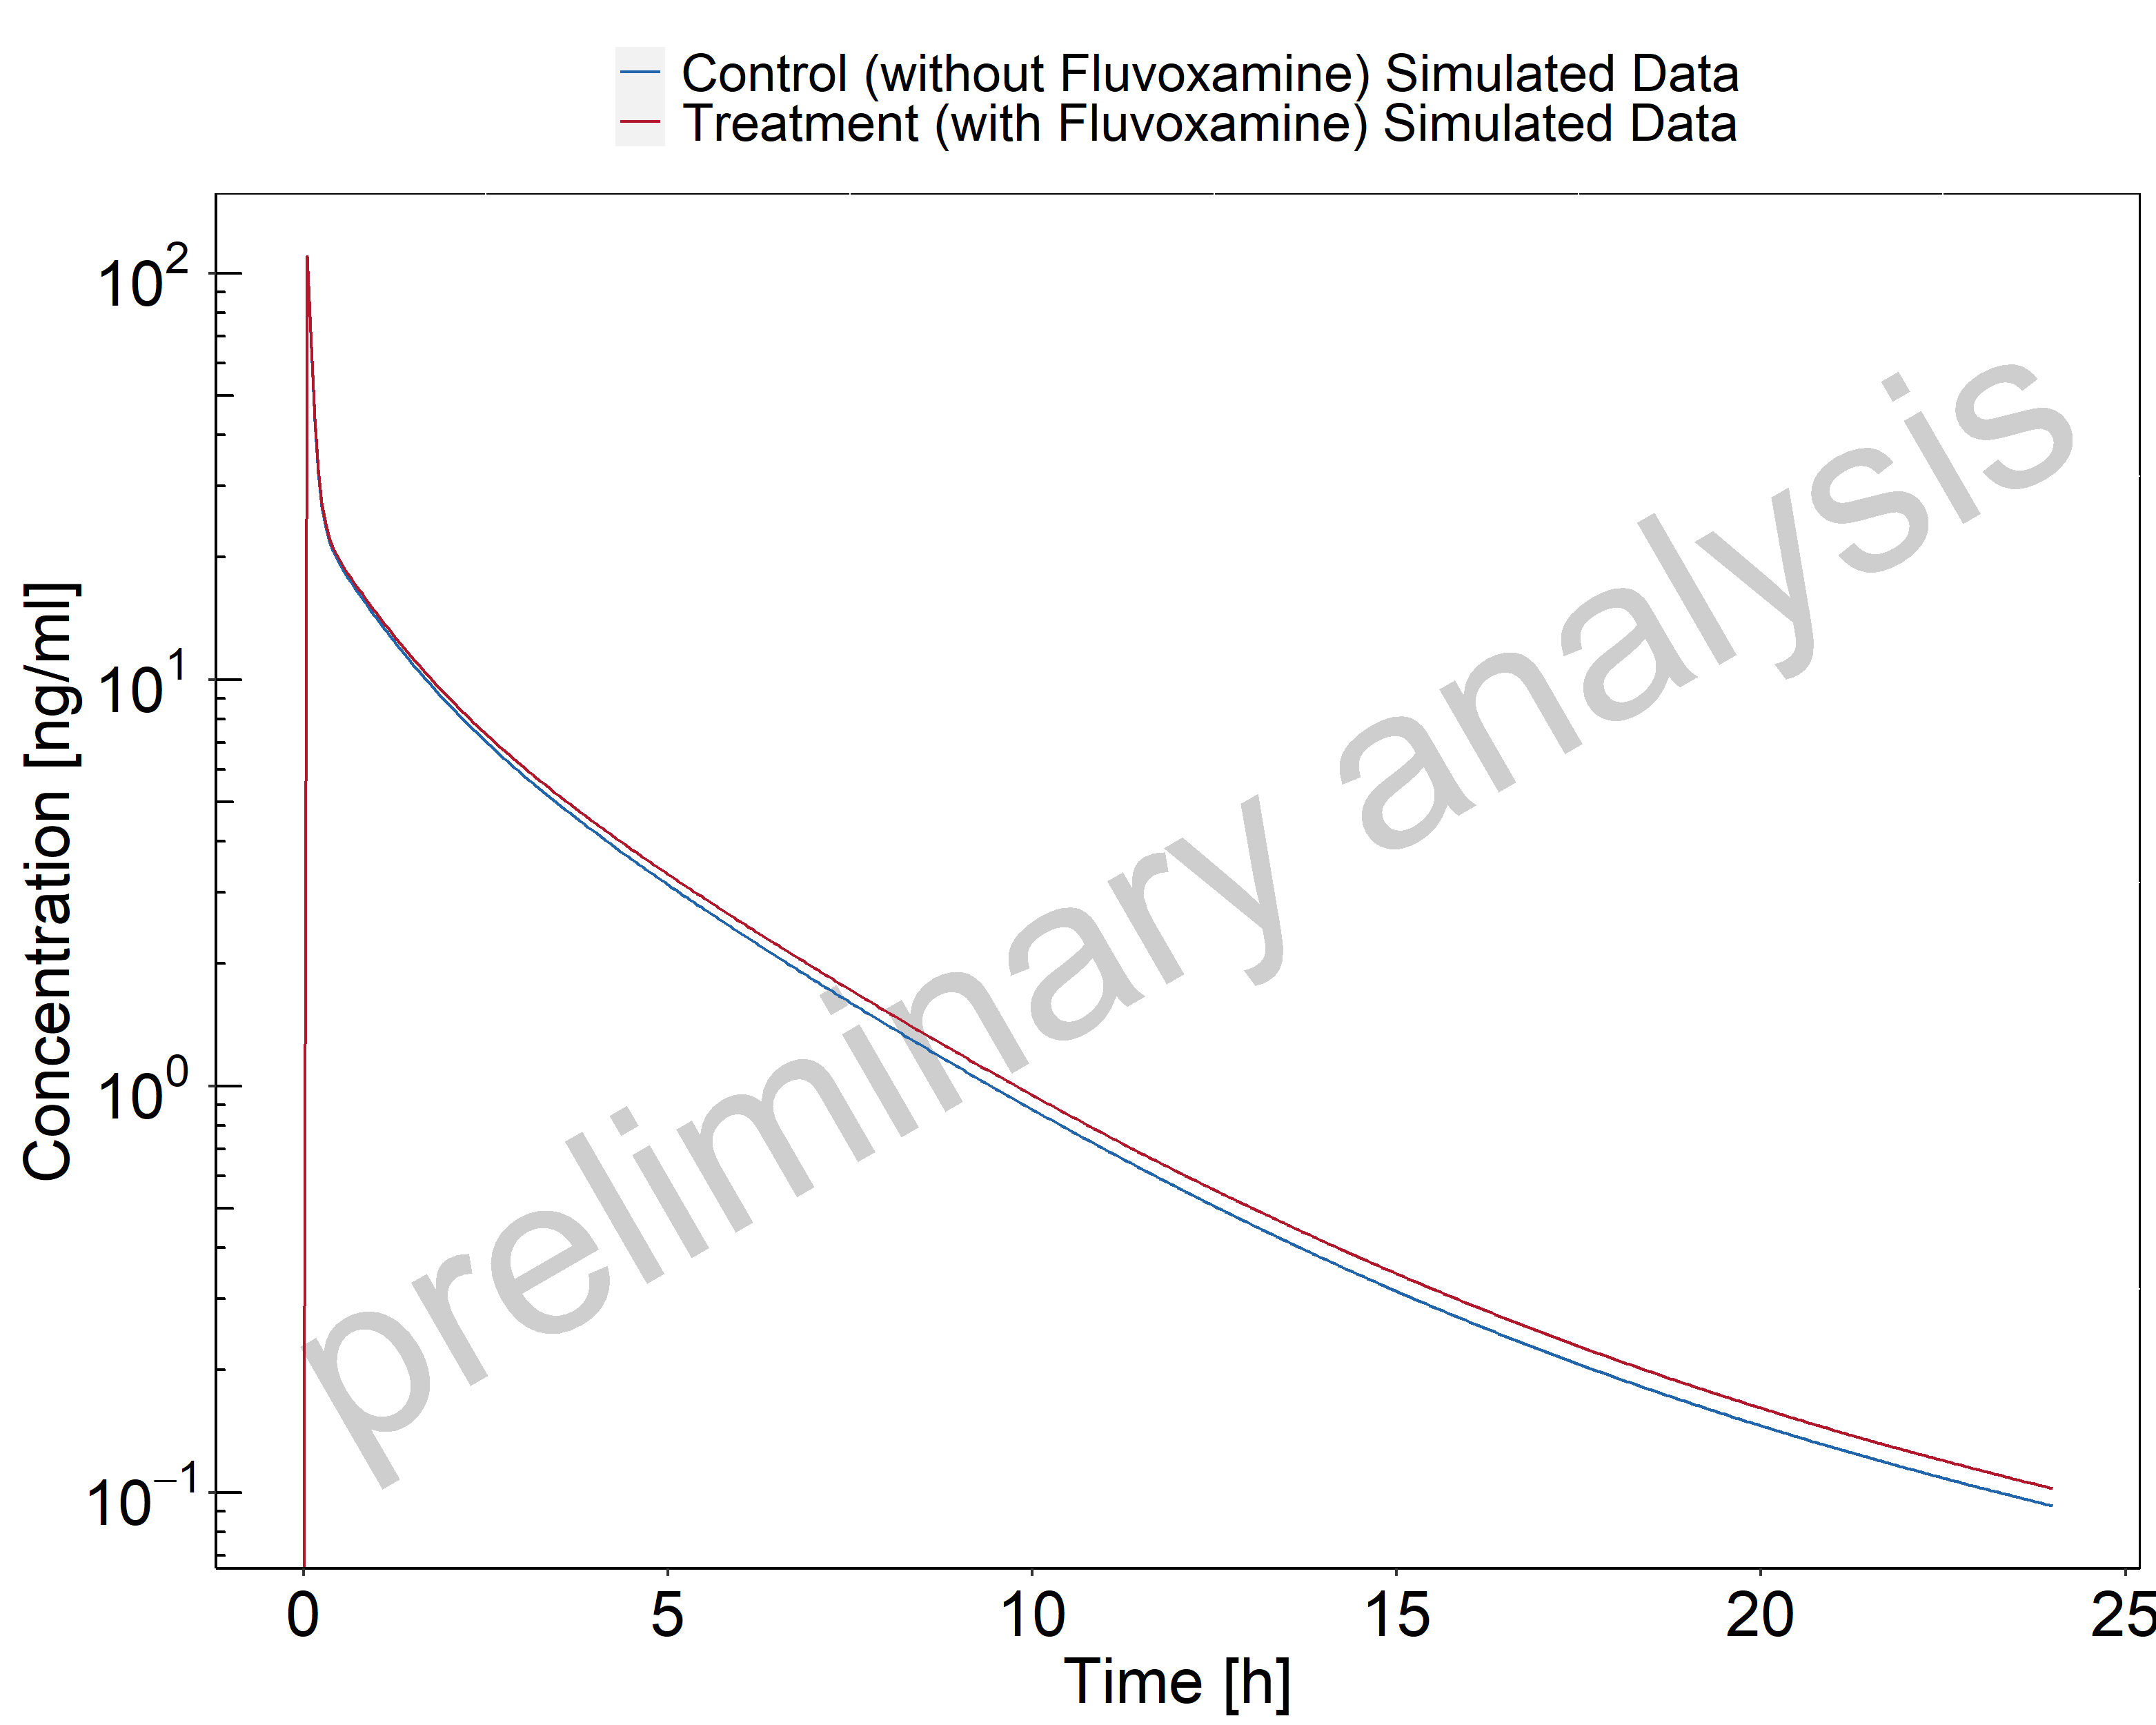 Control (without Fluvoxamine) Simulated Data
Treatment (with Fluvoxamine) Simulated Data
10²
10¹
10⁰
10⁻¹
Concentration [ng/ml]
preliminary analysis
0 5 10 15 20 25
Time [h]